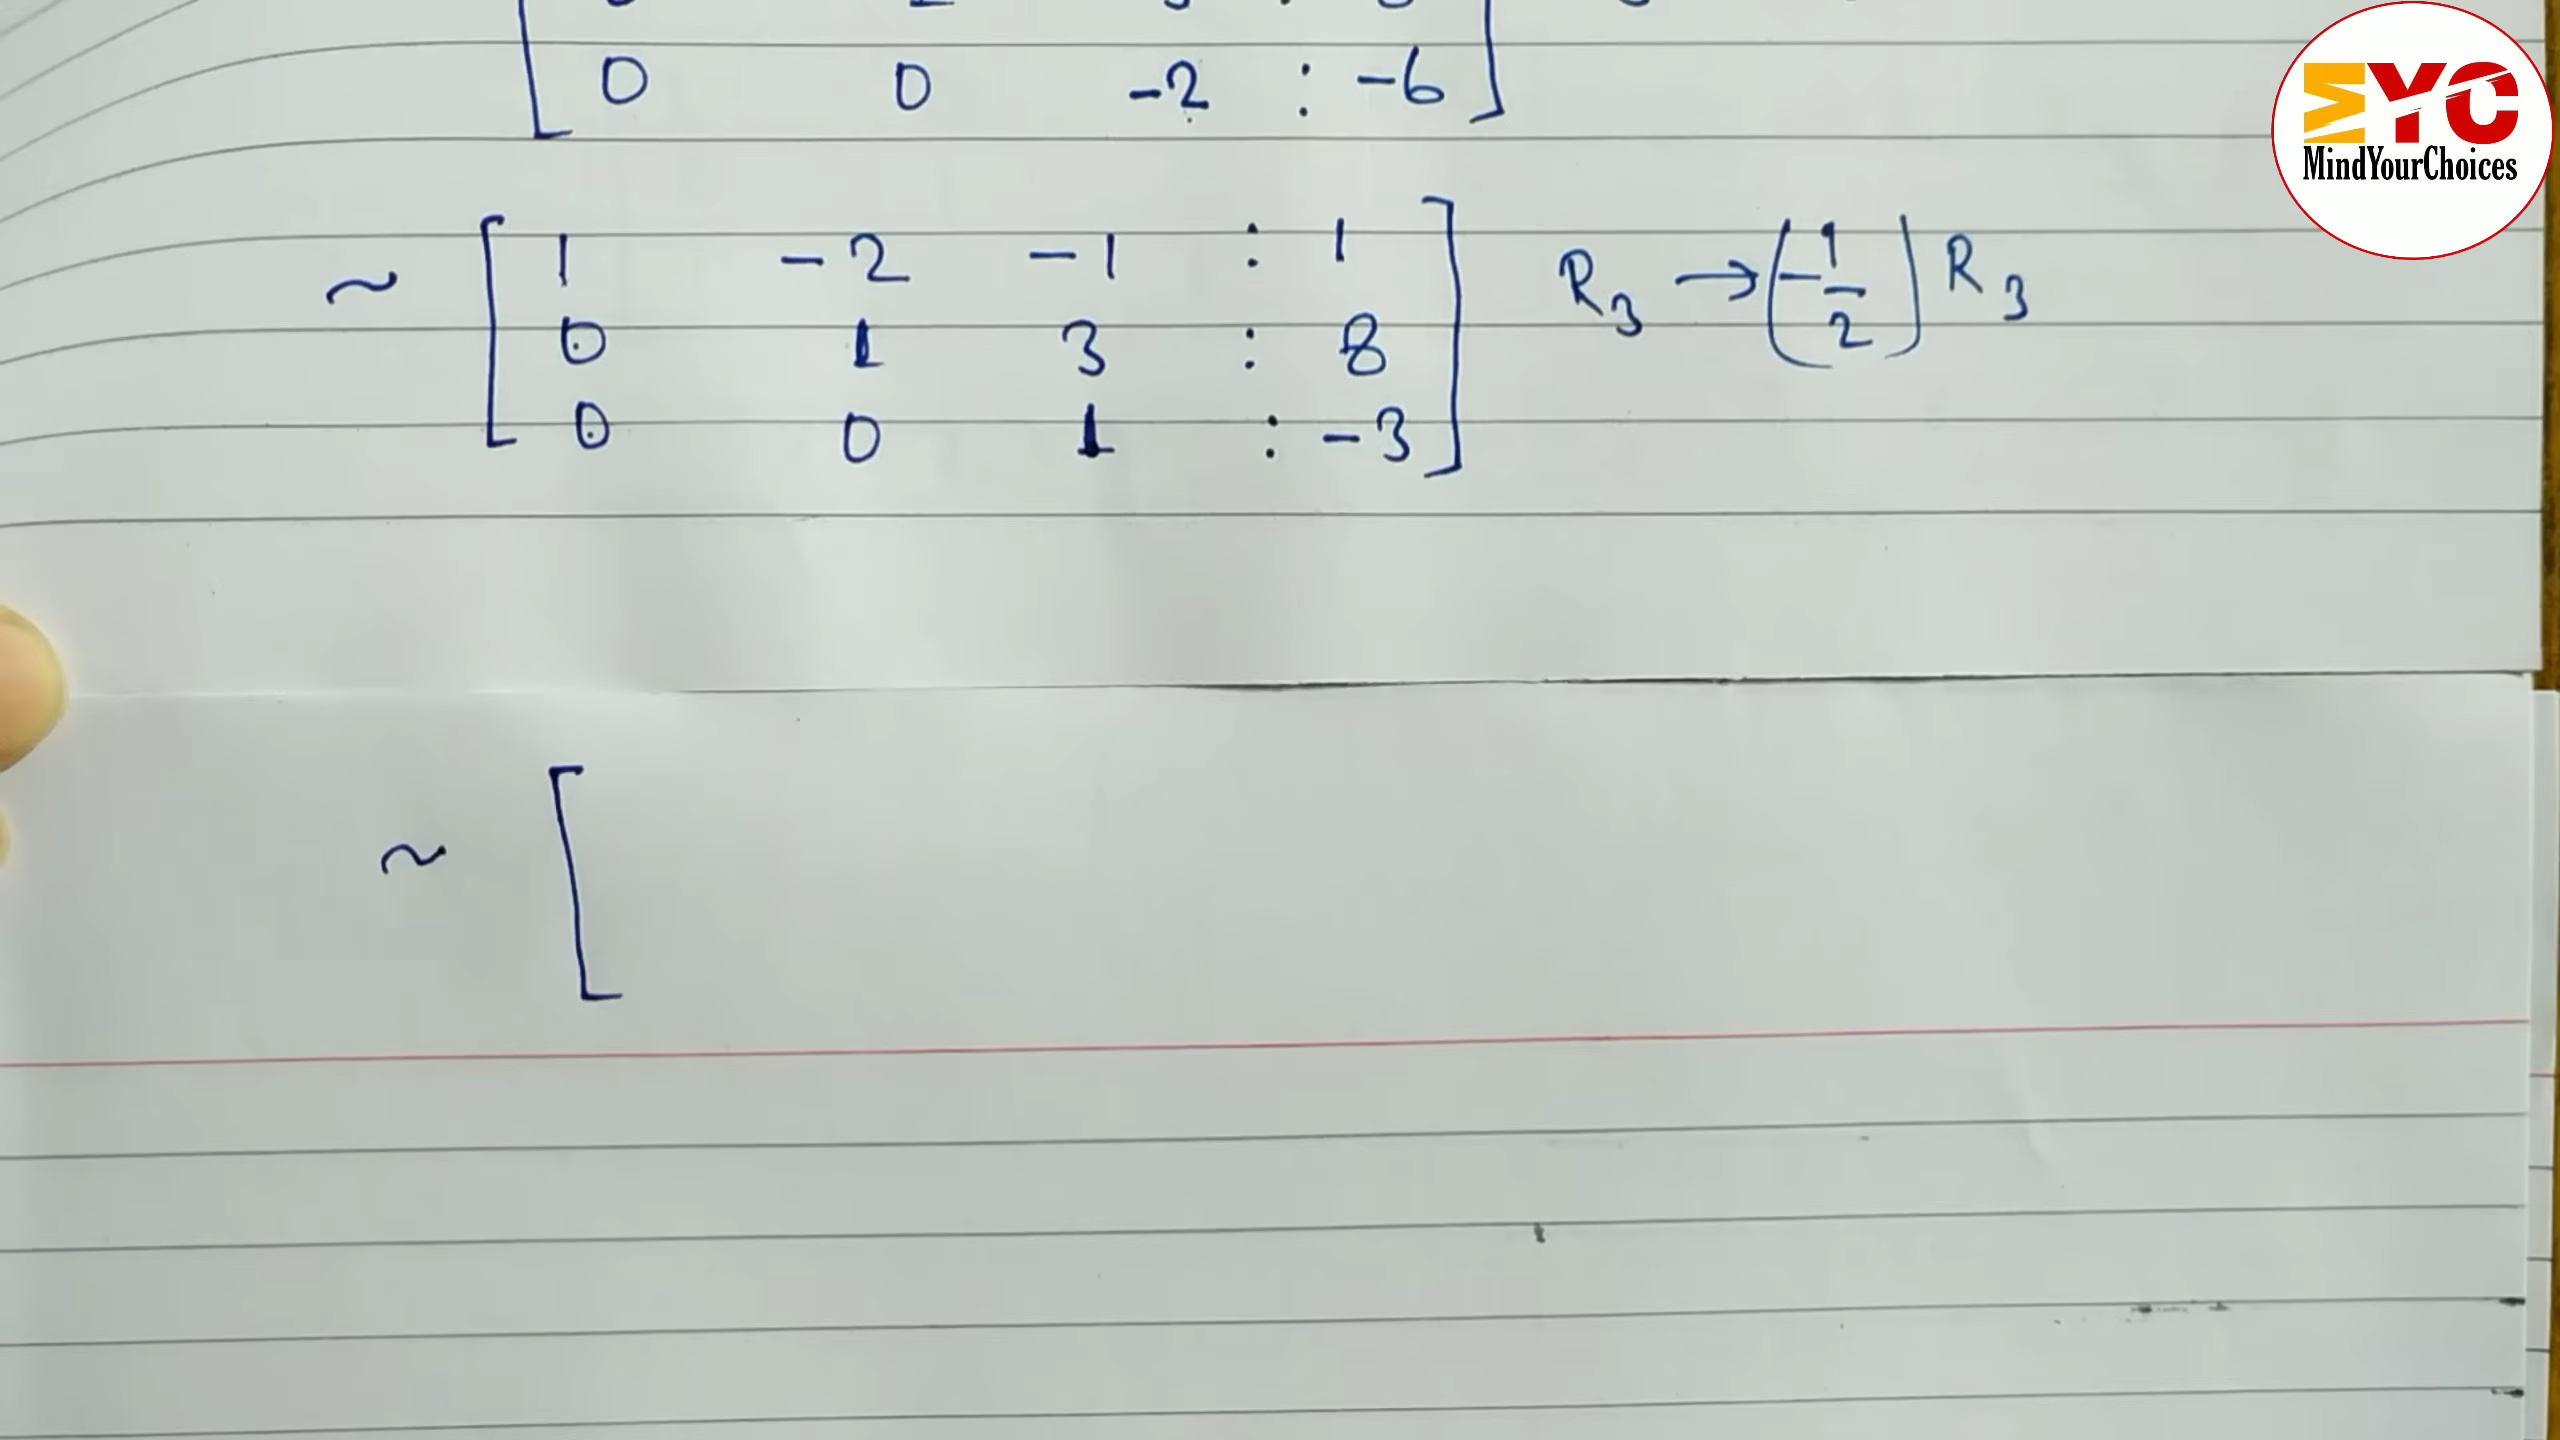 0 0 -2 : -6
MYC
MindYourChoices
~ [ 1 -2 -1 : 1 ] R₃ → (-1/2) R₃
0 1 3 : 8
0 0 1 : -3
~ [